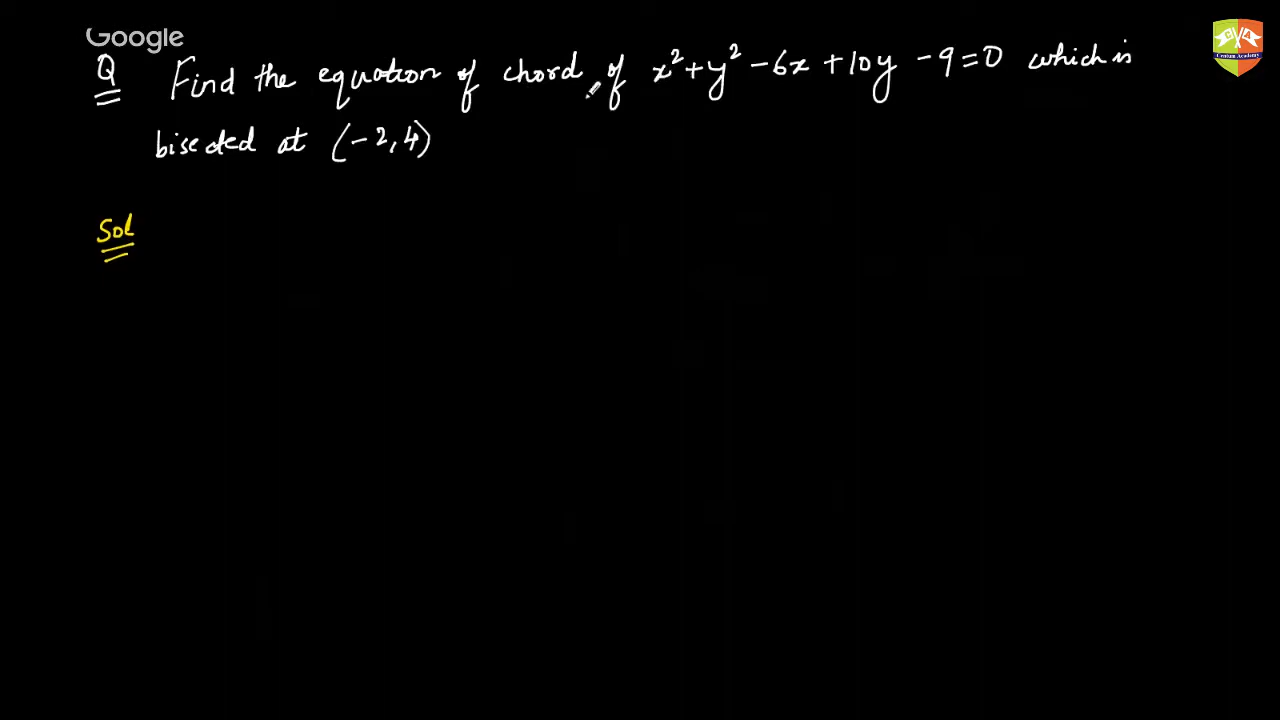 Google
Q Find the equation of chord of x² + y² - 6x + 10y - 9 = 0 which is
bisected at (-2, 4)
Sol